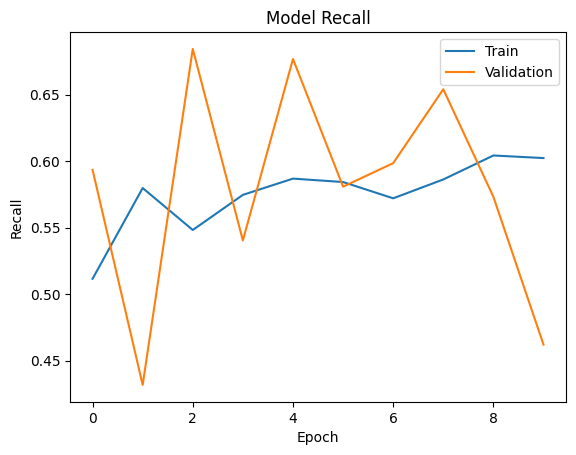 Model Recall
Train
Validation
0.65
0.60
0.55
0.50
0.45
Recall
0 2 4 6 8
Epoch